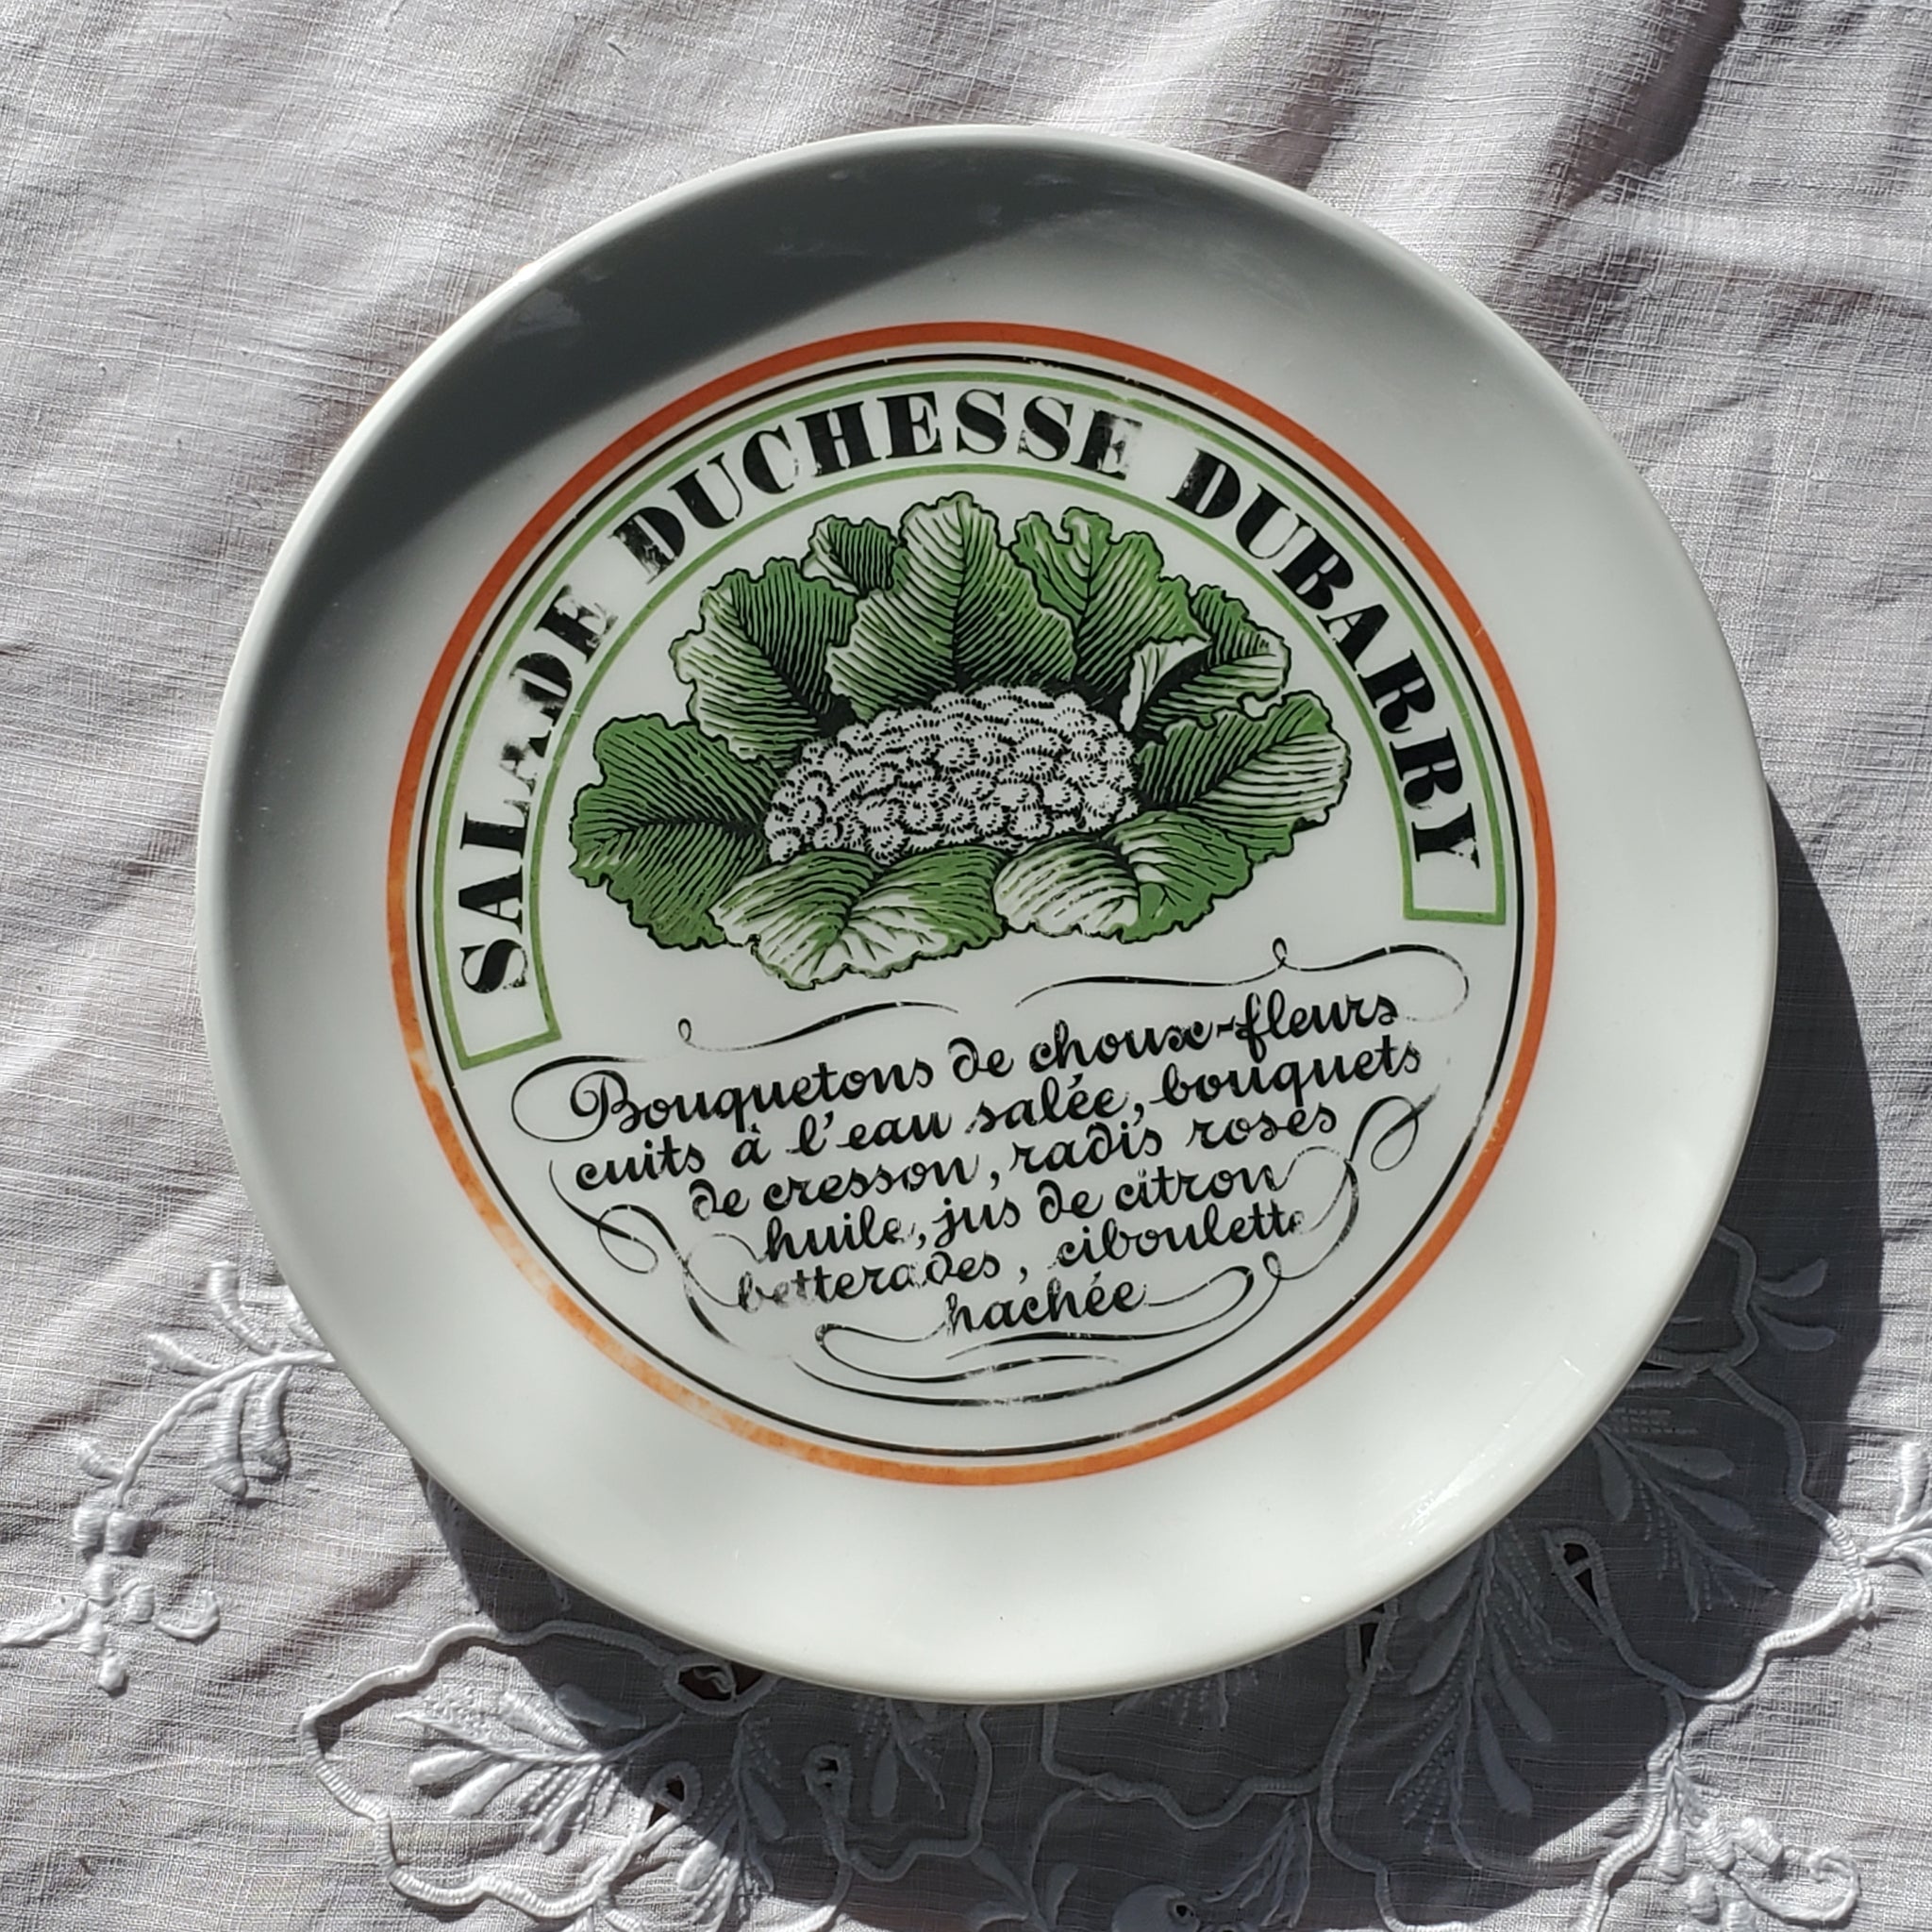 SALADE DUCHESSE DUBARRY
Bouquetons de choux-fleurs
cuits à l'eau salée, bouquets
de cresson, radis roses
huile, jus de citron
betterades, ciboulette
hachée